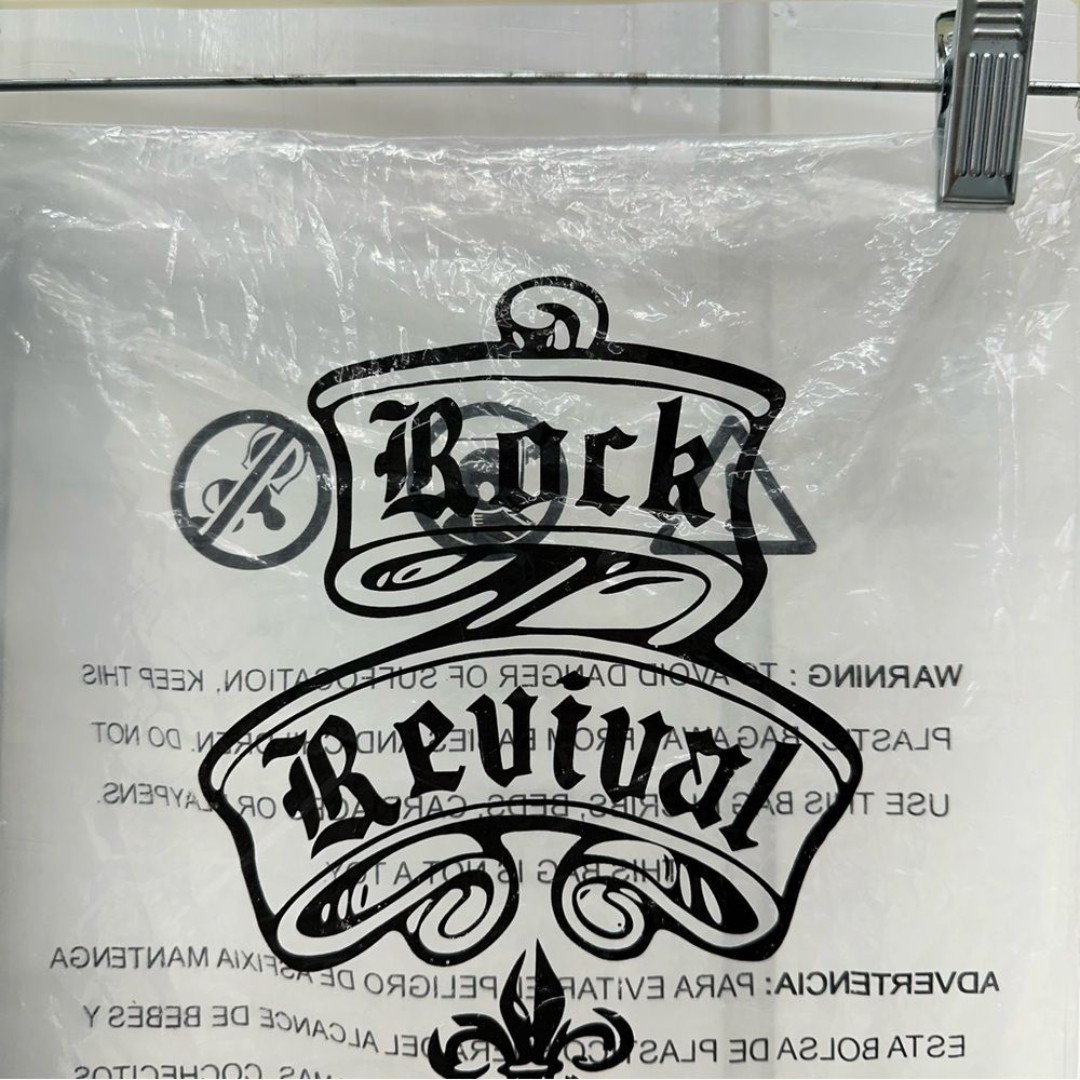 Rock
Revival
WARNING : TO AVOID DANGER OF SUFFOCATION, KEEP THIS
PLASTIC BAG AWAY FROM BABIES AND CHILDREN. DO NOT
USE THIS BAG IN CRIBS, BEDS, CARRIAGES OR PLAYPENS.
THIS BAG IS NOT A TOY.
ADVERTENCIA: PARA EVITAR EL PELIGRO DE ASFIXIA MANTENGA
ESTA BOLSA DE PLASTICO FUERA DEL ALCANCE DE BEBÉS Y
COCHECITOS